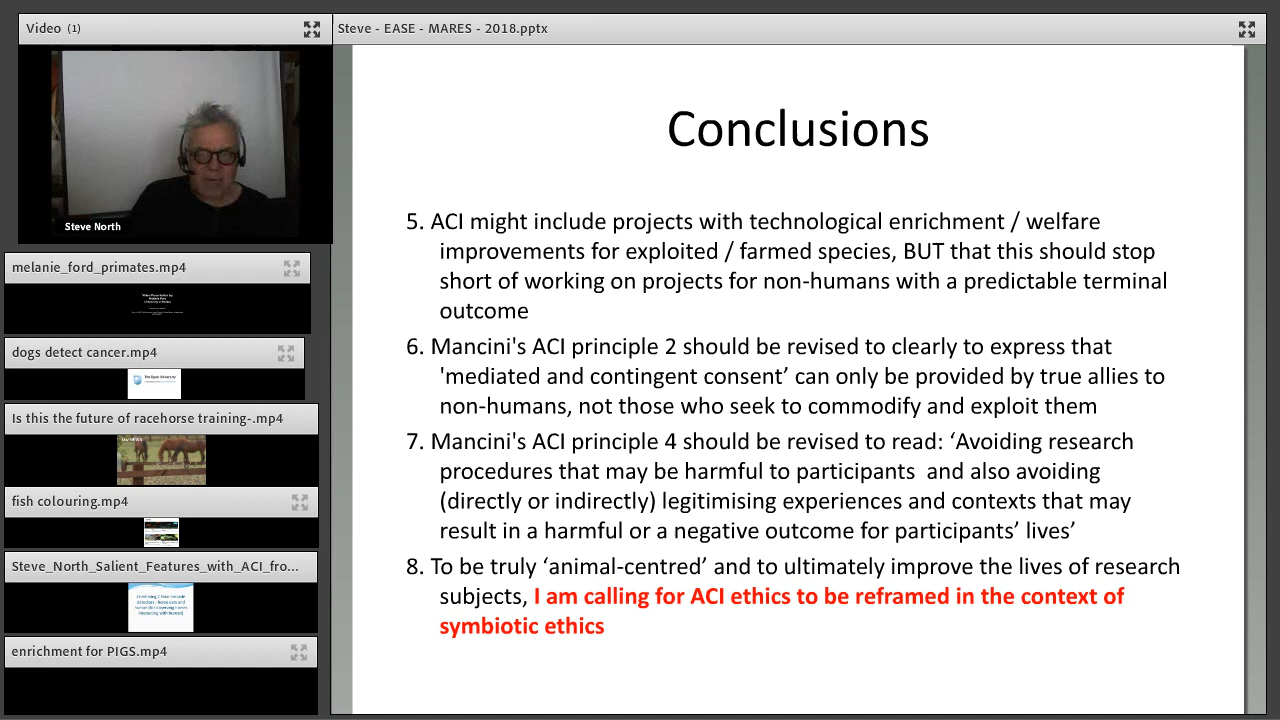 Video (1)
Steve North
melanie_ford_primates.mp4
dogs detect cancer.mp4
Is this the future of racehorse training-.mp4
fish colouring.mp4
Steve_North_Salient_Features_with_ACI_fro...
enrichment for PIGS.mp4
Steve - EASE - MARES - 2018.pptx
Conclusions
5. ACI might include projects with technological enrichment / welfare
improvements for exploited / farmed species, BUT that this should stop
short of working on projects for non-humans with a predictable terminal
outcome
6. Mancini's ACI principle 2 should be revised to clearly to express that
'mediated and contingent consent’ can only be provided by true allies to
non-humans, not those who seek to commodify and exploit them
7. Mancini's ACI principle 4 should be revised to read: ‘Avoiding research
procedures that may be harmful to participants and also avoiding
(directly or indirectly) legitimising experiences and contexts that may
result in a harmful or a negative outcome for participants’ lives’
8. To be truly ‘animal-centred’ and to ultimately improve the lives of research
subjects, I am calling for ACI ethics to be reframed in the context of
symbiotic ethics